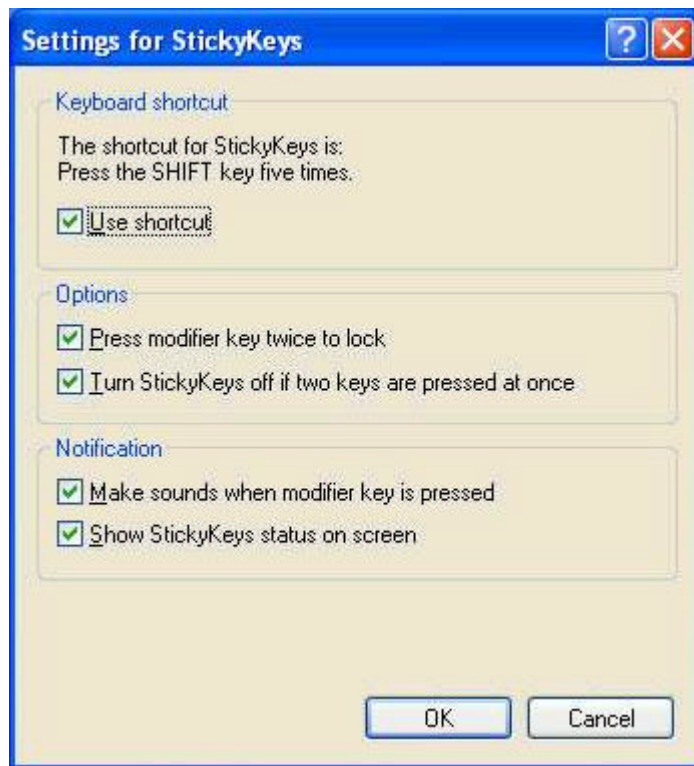 Settings for StickyKeys
Keyboard shortcut
The shortcut for StickyKeys is:
Press the SHIFT key five times.
Use shortcut
Options
Press modifier key twice to lock
Turn StickyKeys off if two keys are pressed at once
Notification
Make sounds when modifier key is pressed
Show StickyKeys status on screen
OK Cancel